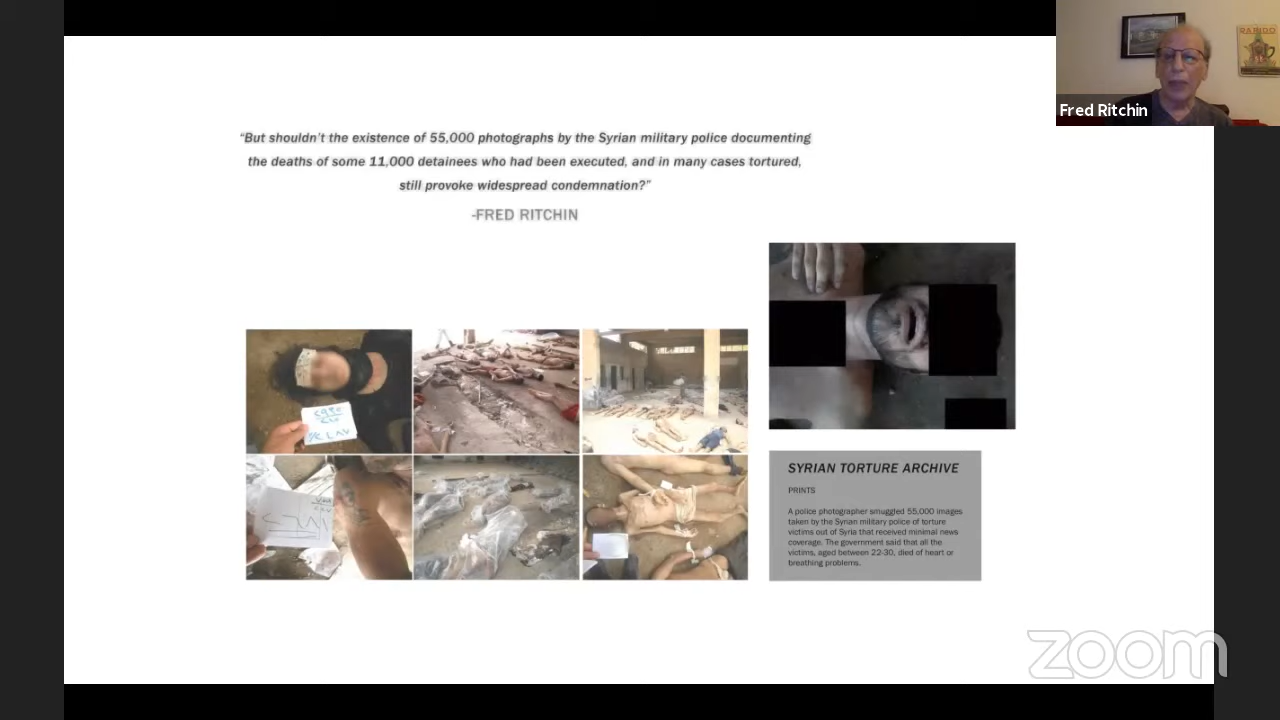 Fred Ritchin
“But shouldn't the existence of 55,000 photographs by the Syrian military police documenting
the deaths of some 11,000 detainees who had been executed, and in many cases tortured,
still provoke widespread condemnation?”
-FRED RITCHIN
SYRIAN TORTURE ARCHIVE
PRINTS
A police photographer smuggled 55,000 images
taken by the Syrian military police of torture
victims out of Syria that received minimal news
coverage. The government said that all the
victims, aged between 22-30, died of heart or
breathing problems.
zoom